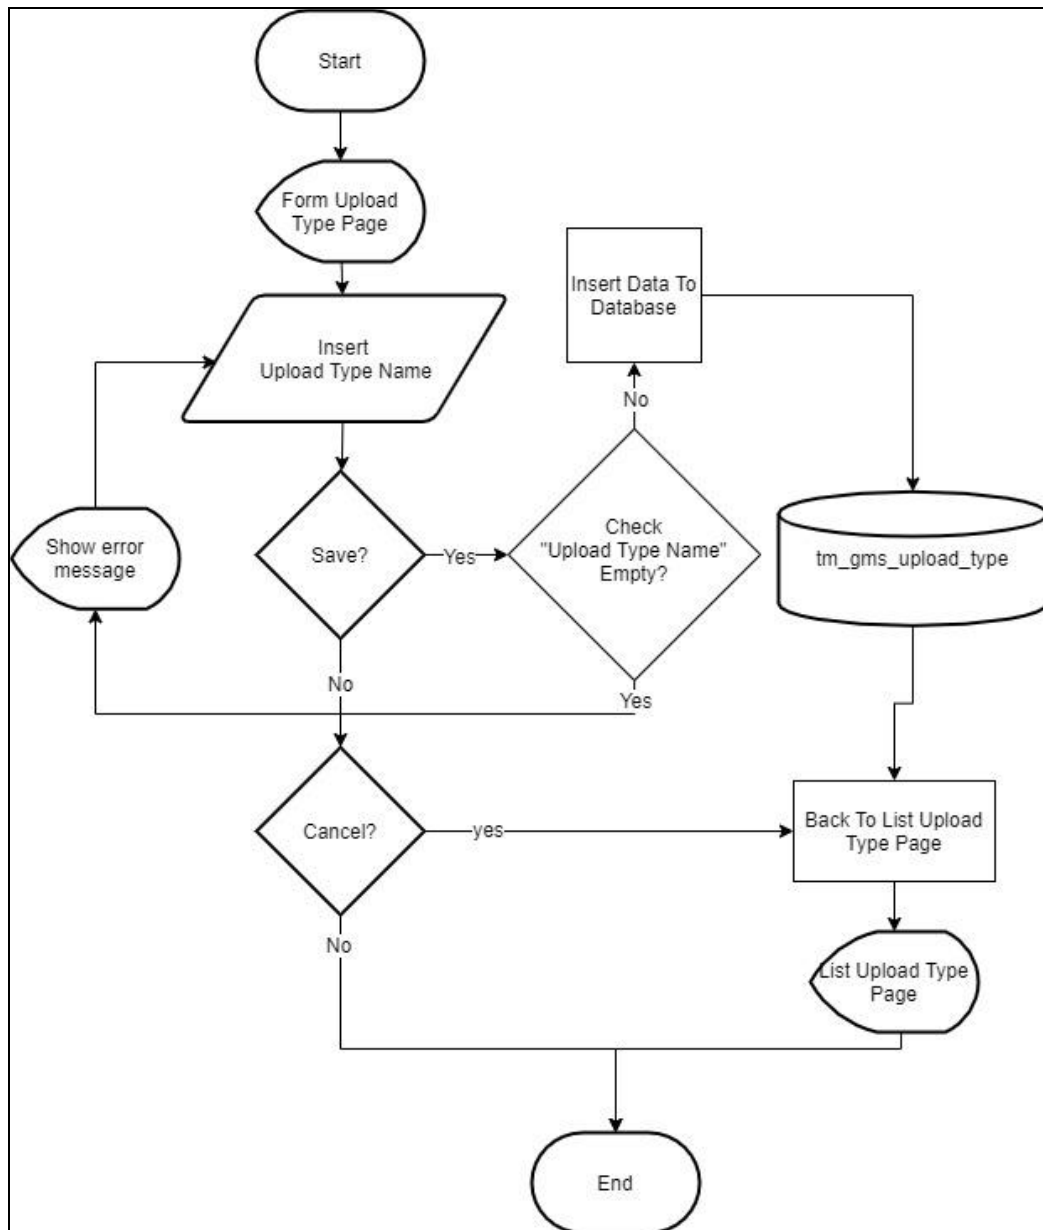 Start
Form Upload
Type Page
Insert
Upload Type Name
Insert Data To
Database
No
Show error
message
Save?
Yes
Check
"Upload Type Name"
Empty?
tm_gms_upload_type
No
Yes
Cancel?
yes
Back To List Upload
Type Page
No
List Upload Type
Page
End